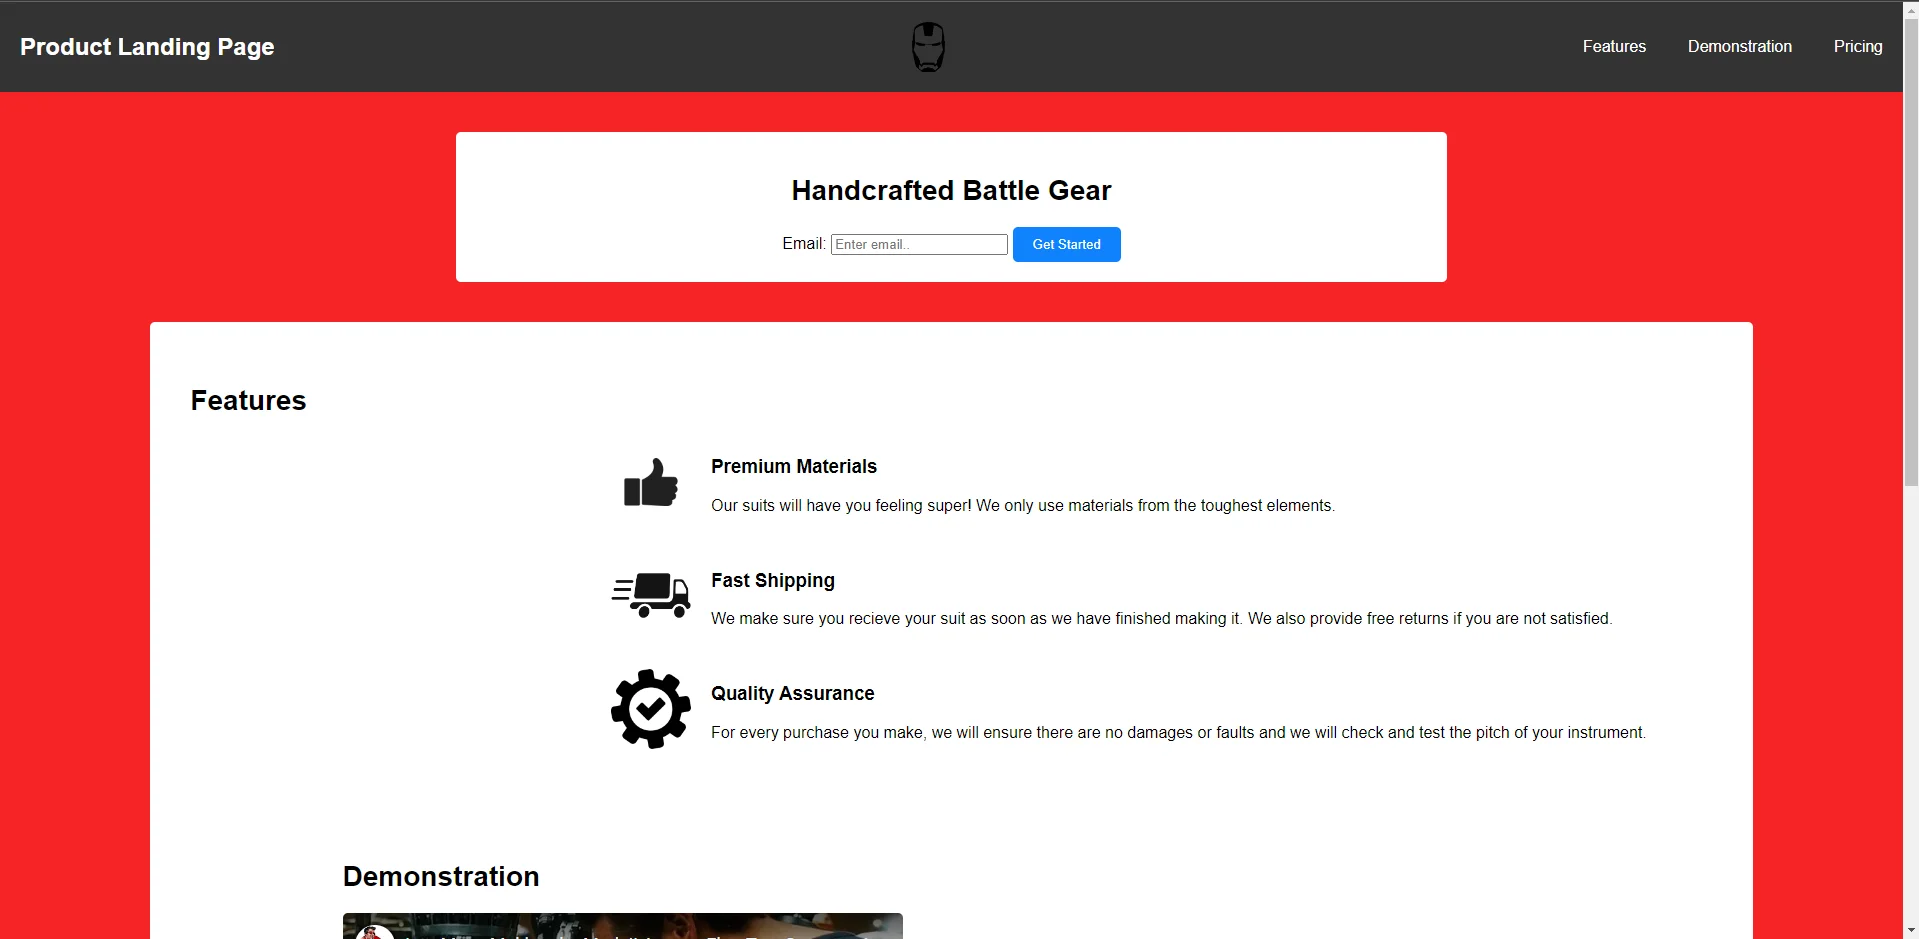 Product Landing Page
Features
Demonstration
Pricing
Handcrafted Battle Gear
Email: Enter email.. Get Started
Features
Premium Materials
Our suits will have you feeling super! We only use materials from the toughest elements.
Fast Shipping
We make sure you recieve your suit as soon as we have finished making it. We also provide free returns if you are not satisfied.
Quality Assurance
For every purchase you make, we will ensure there are no damages or faults and we will check and test the pitch of your instrument.
Demonstration